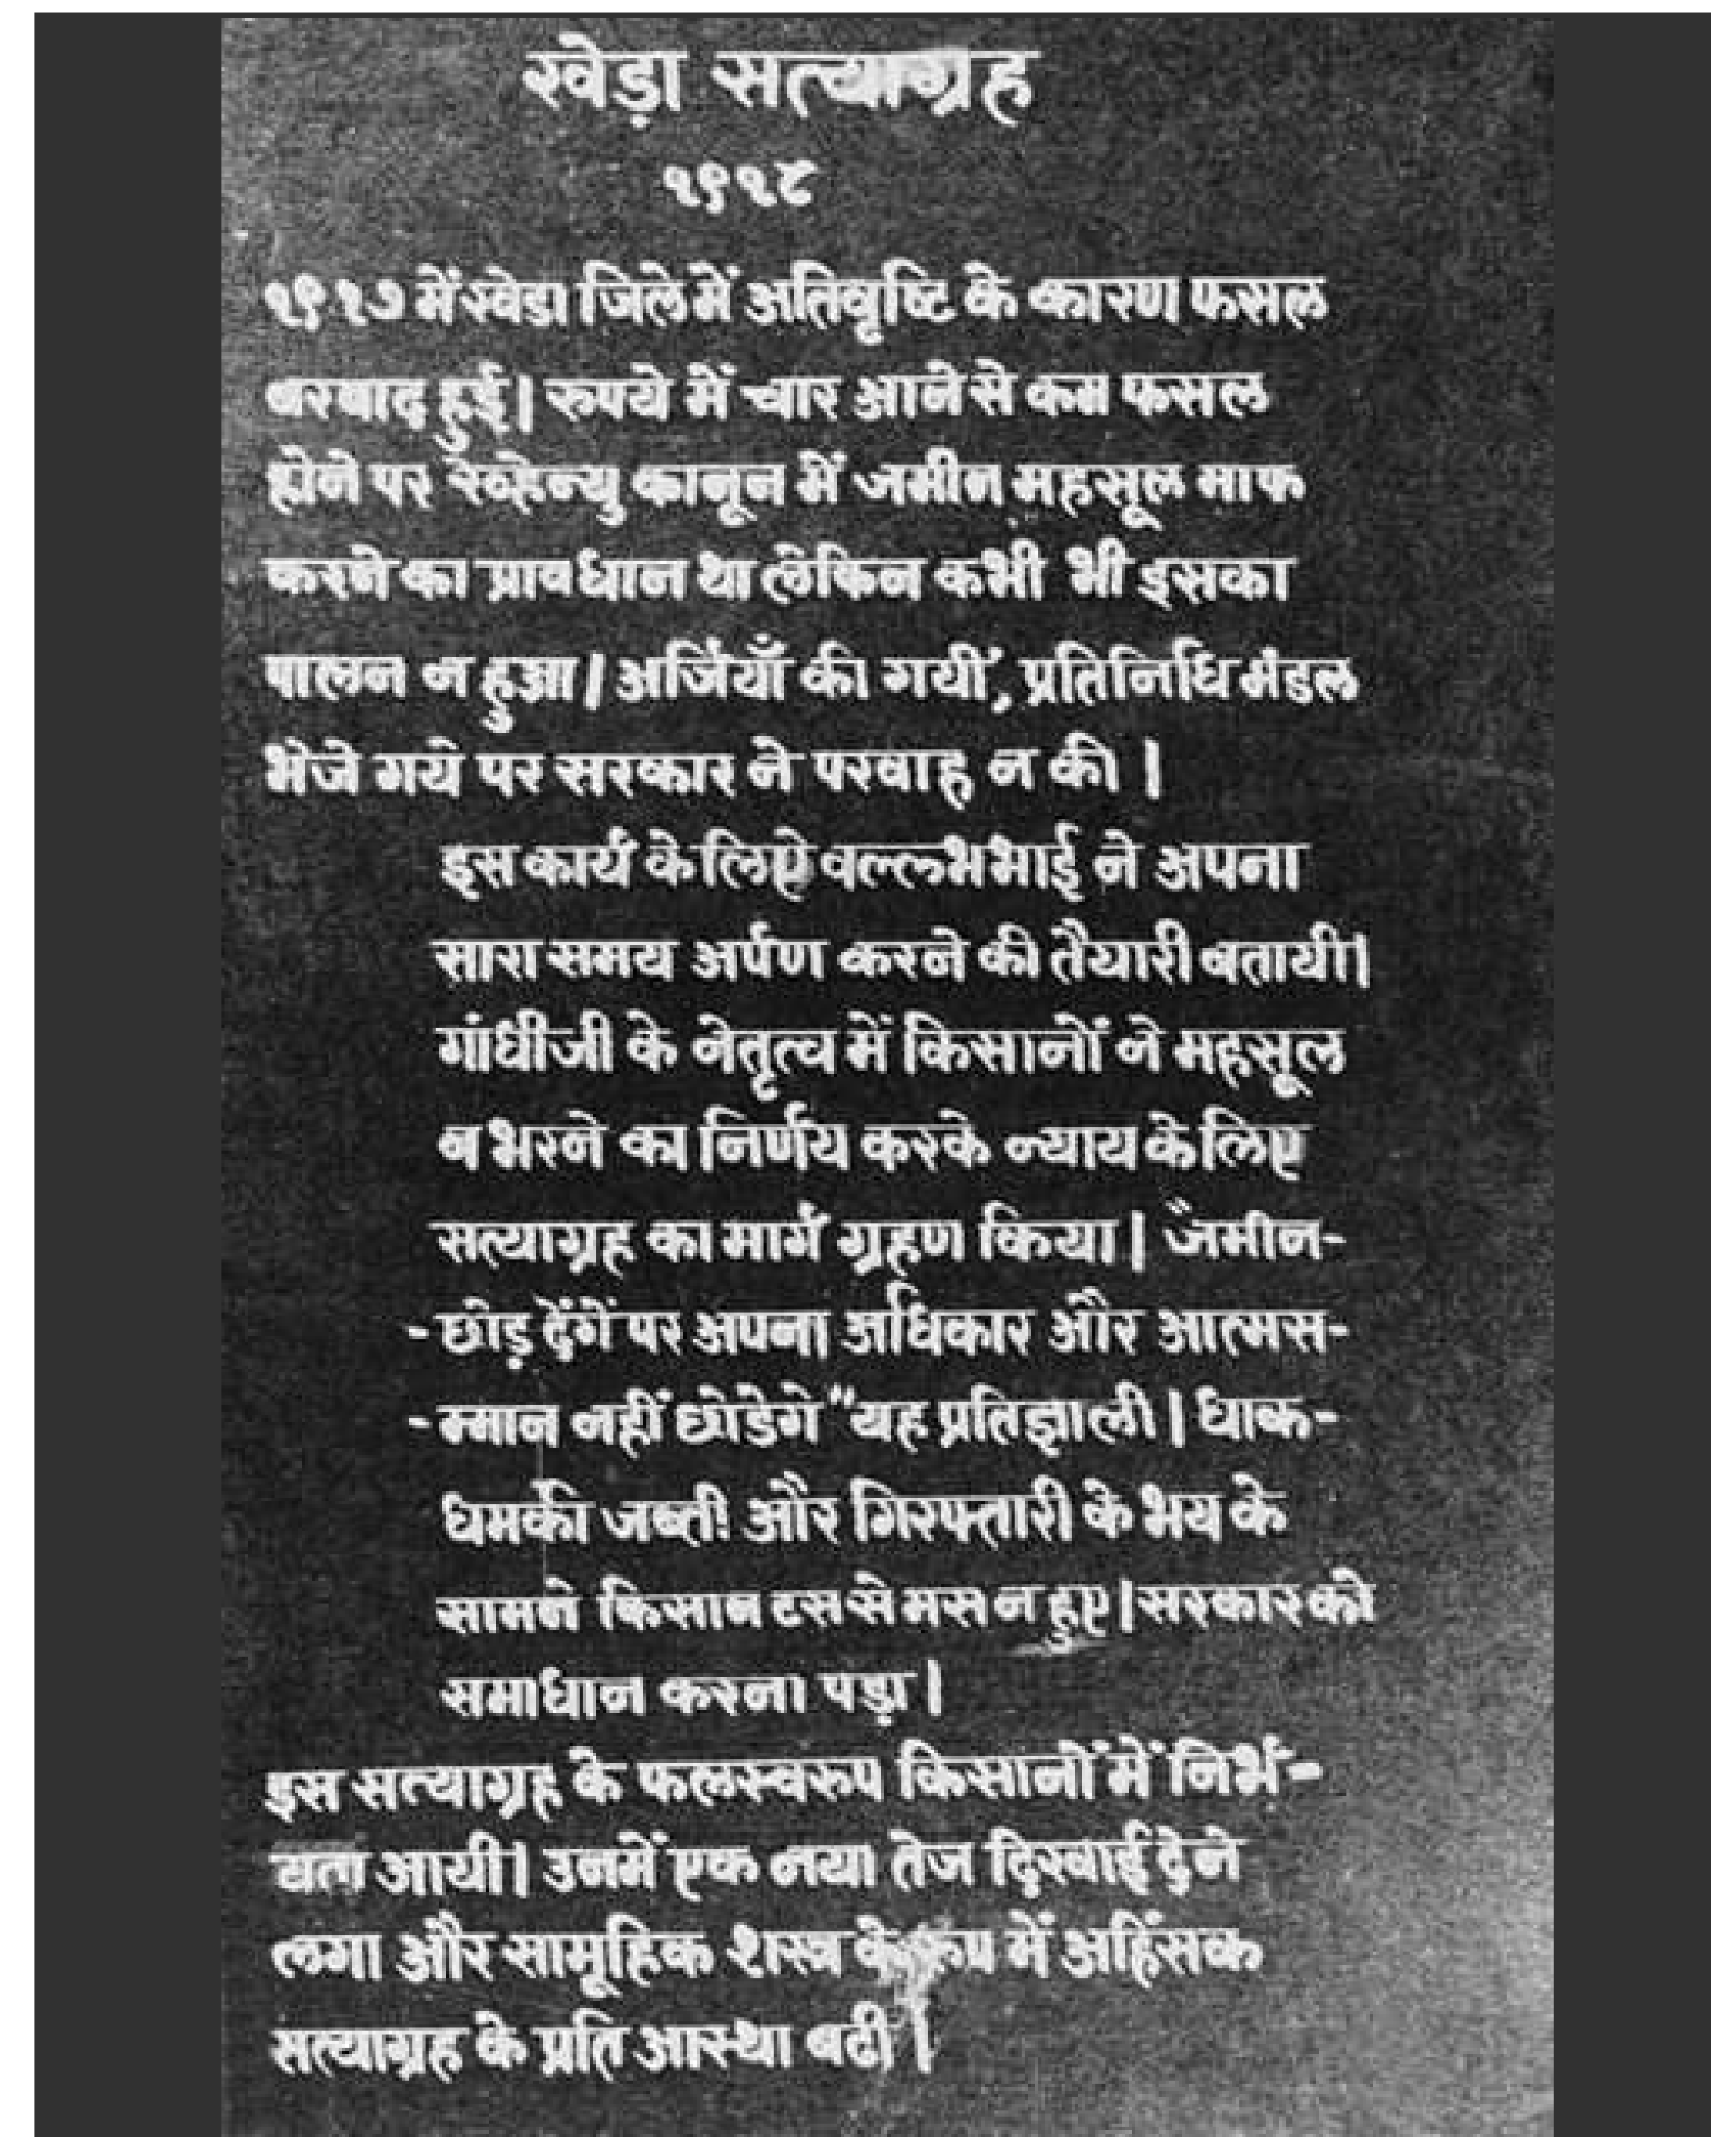 खेड़ा सत्याग्रह
१९१८
१९१७ में खेडा जिले में अतिवृष्टि के कारण फसल
बरबाद हुई। रुपये में चार आने से कम फसल
होने पर रेव्हेन्यु कानून में जमीन महसूल माफ
करने का प्रावधान था लेकिन कभी भी इसका
पालन न हुआ। अर्जियाँ की गयीं, प्रतिनिधि मंडल
भेजे गये पर सरकार ने परवाह न की।
इस कार्य के लिऐ वल्लभभाई ने अपना
सारा समय अर्पण करने की तैयारी बतायी।
गांधीजी के नेतृत्व में किसानों ने महसूल
न भरने का निर्णय करके न्याय के लिए
सत्याग्रह का मार्ग ग्रहण किया। "जमीन-
-छोड़ देंगें पर अपना अधिकार और आत्मस-
-म्मान नहीं छोडेगे "यह प्रतिज्ञा ली। धाक-
धमकी जब्ती और गिरफ्तारी के भय के
सामने किसान टस से मस न हुए। सरकार को
समाधान करना पड़ा।
इस सत्याग्रह के फलस्वरुप किसानों में निर्भ-
यता आयी। उनमें एक नया तेज दिखाई देने
लगा और सामूहिक शस्त्र के रूप में अहिंसक
सत्याग्रह के प्रति आस्था बढी।